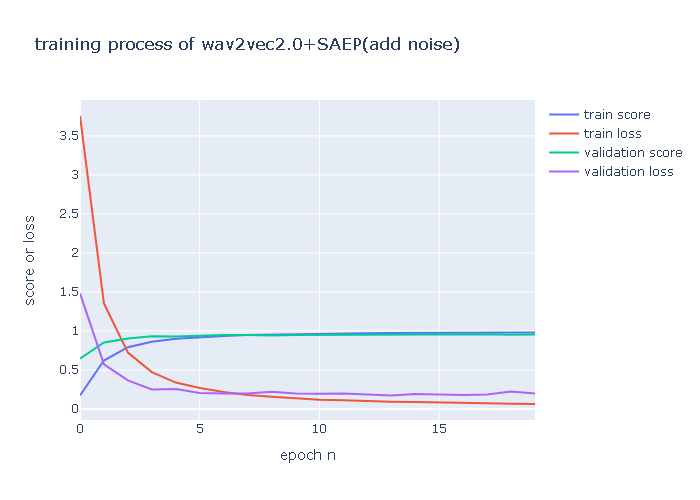 training process of wav2vec2.0+SAEP(add noise)
train score
train loss
validation score
validation loss
3.5
3
2.5
2
1.5
1
0.5
0
score or loss
0 5 10 15
epoch n